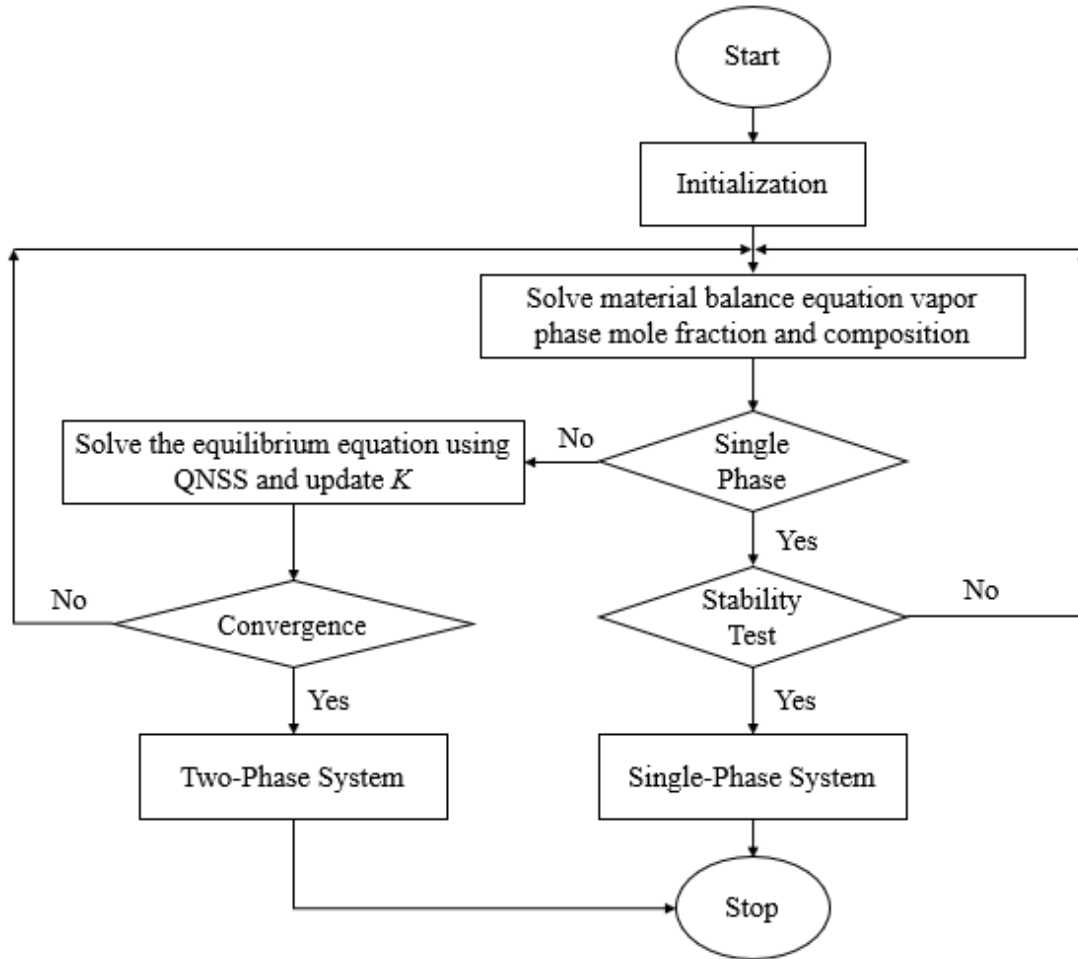 Start
Initialization
Solve material balance equation vapor
phase mole fraction and composition
Single
Phase
No
Solve the equilibrium equation using
QNSS and update K
Yes
Stability
Test
No
No
Convergence
Yes
Yes
Two-Phase System
Single-Phase System
Stop